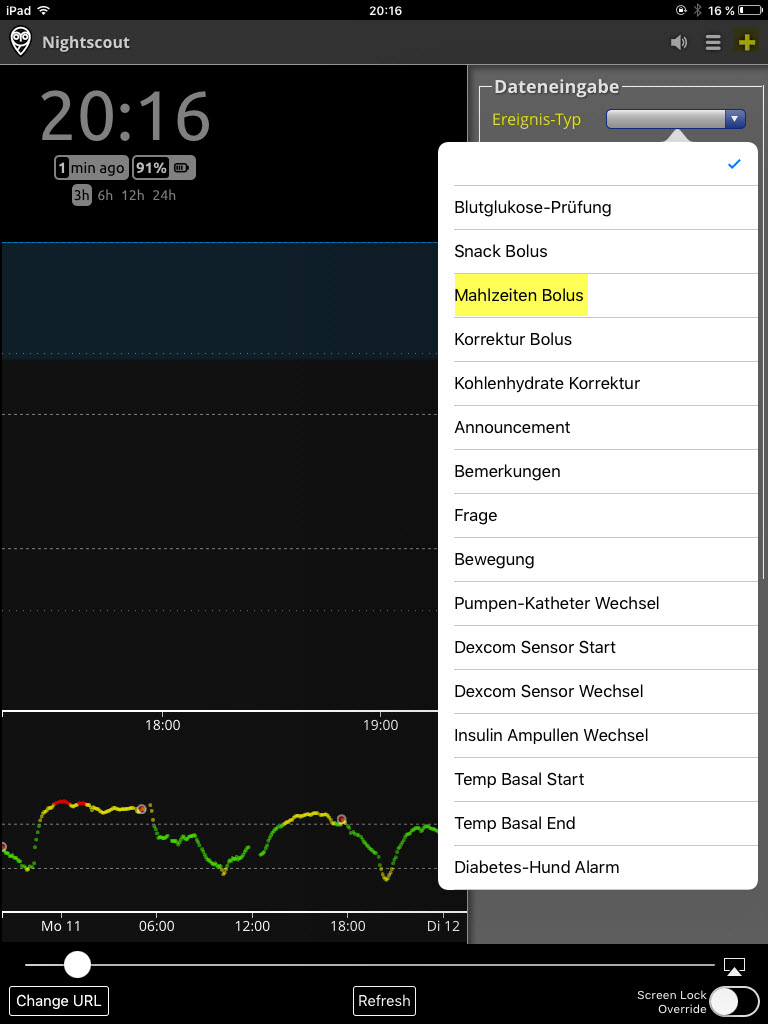 iPad 20:16 16 %
Nightscout
20:16
1 min ago 91%
3h 6h 12h 24h
Dateneingabe
Ereignis-Typ
Blutglukose-Prüfung
Snack Bolus
Mahlzeiten Bolus
Korrektur Bolus
Kohlenhydrate Korrektur
Announcement
Bemerkungen
Frage
Bewegung
Pumpen-Katheter Wechsel
Dexcom Sensor Start
Dexcom Sensor Wechsel
Insulin Ampullen Wechsel
Temp Basal Start
Temp Basal End
Diabetes-Hund Alarm
18:00 19:00
Mo 11 06:00 12:00 18:00 Di 12
Change URL Refresh Screen Lock
Override